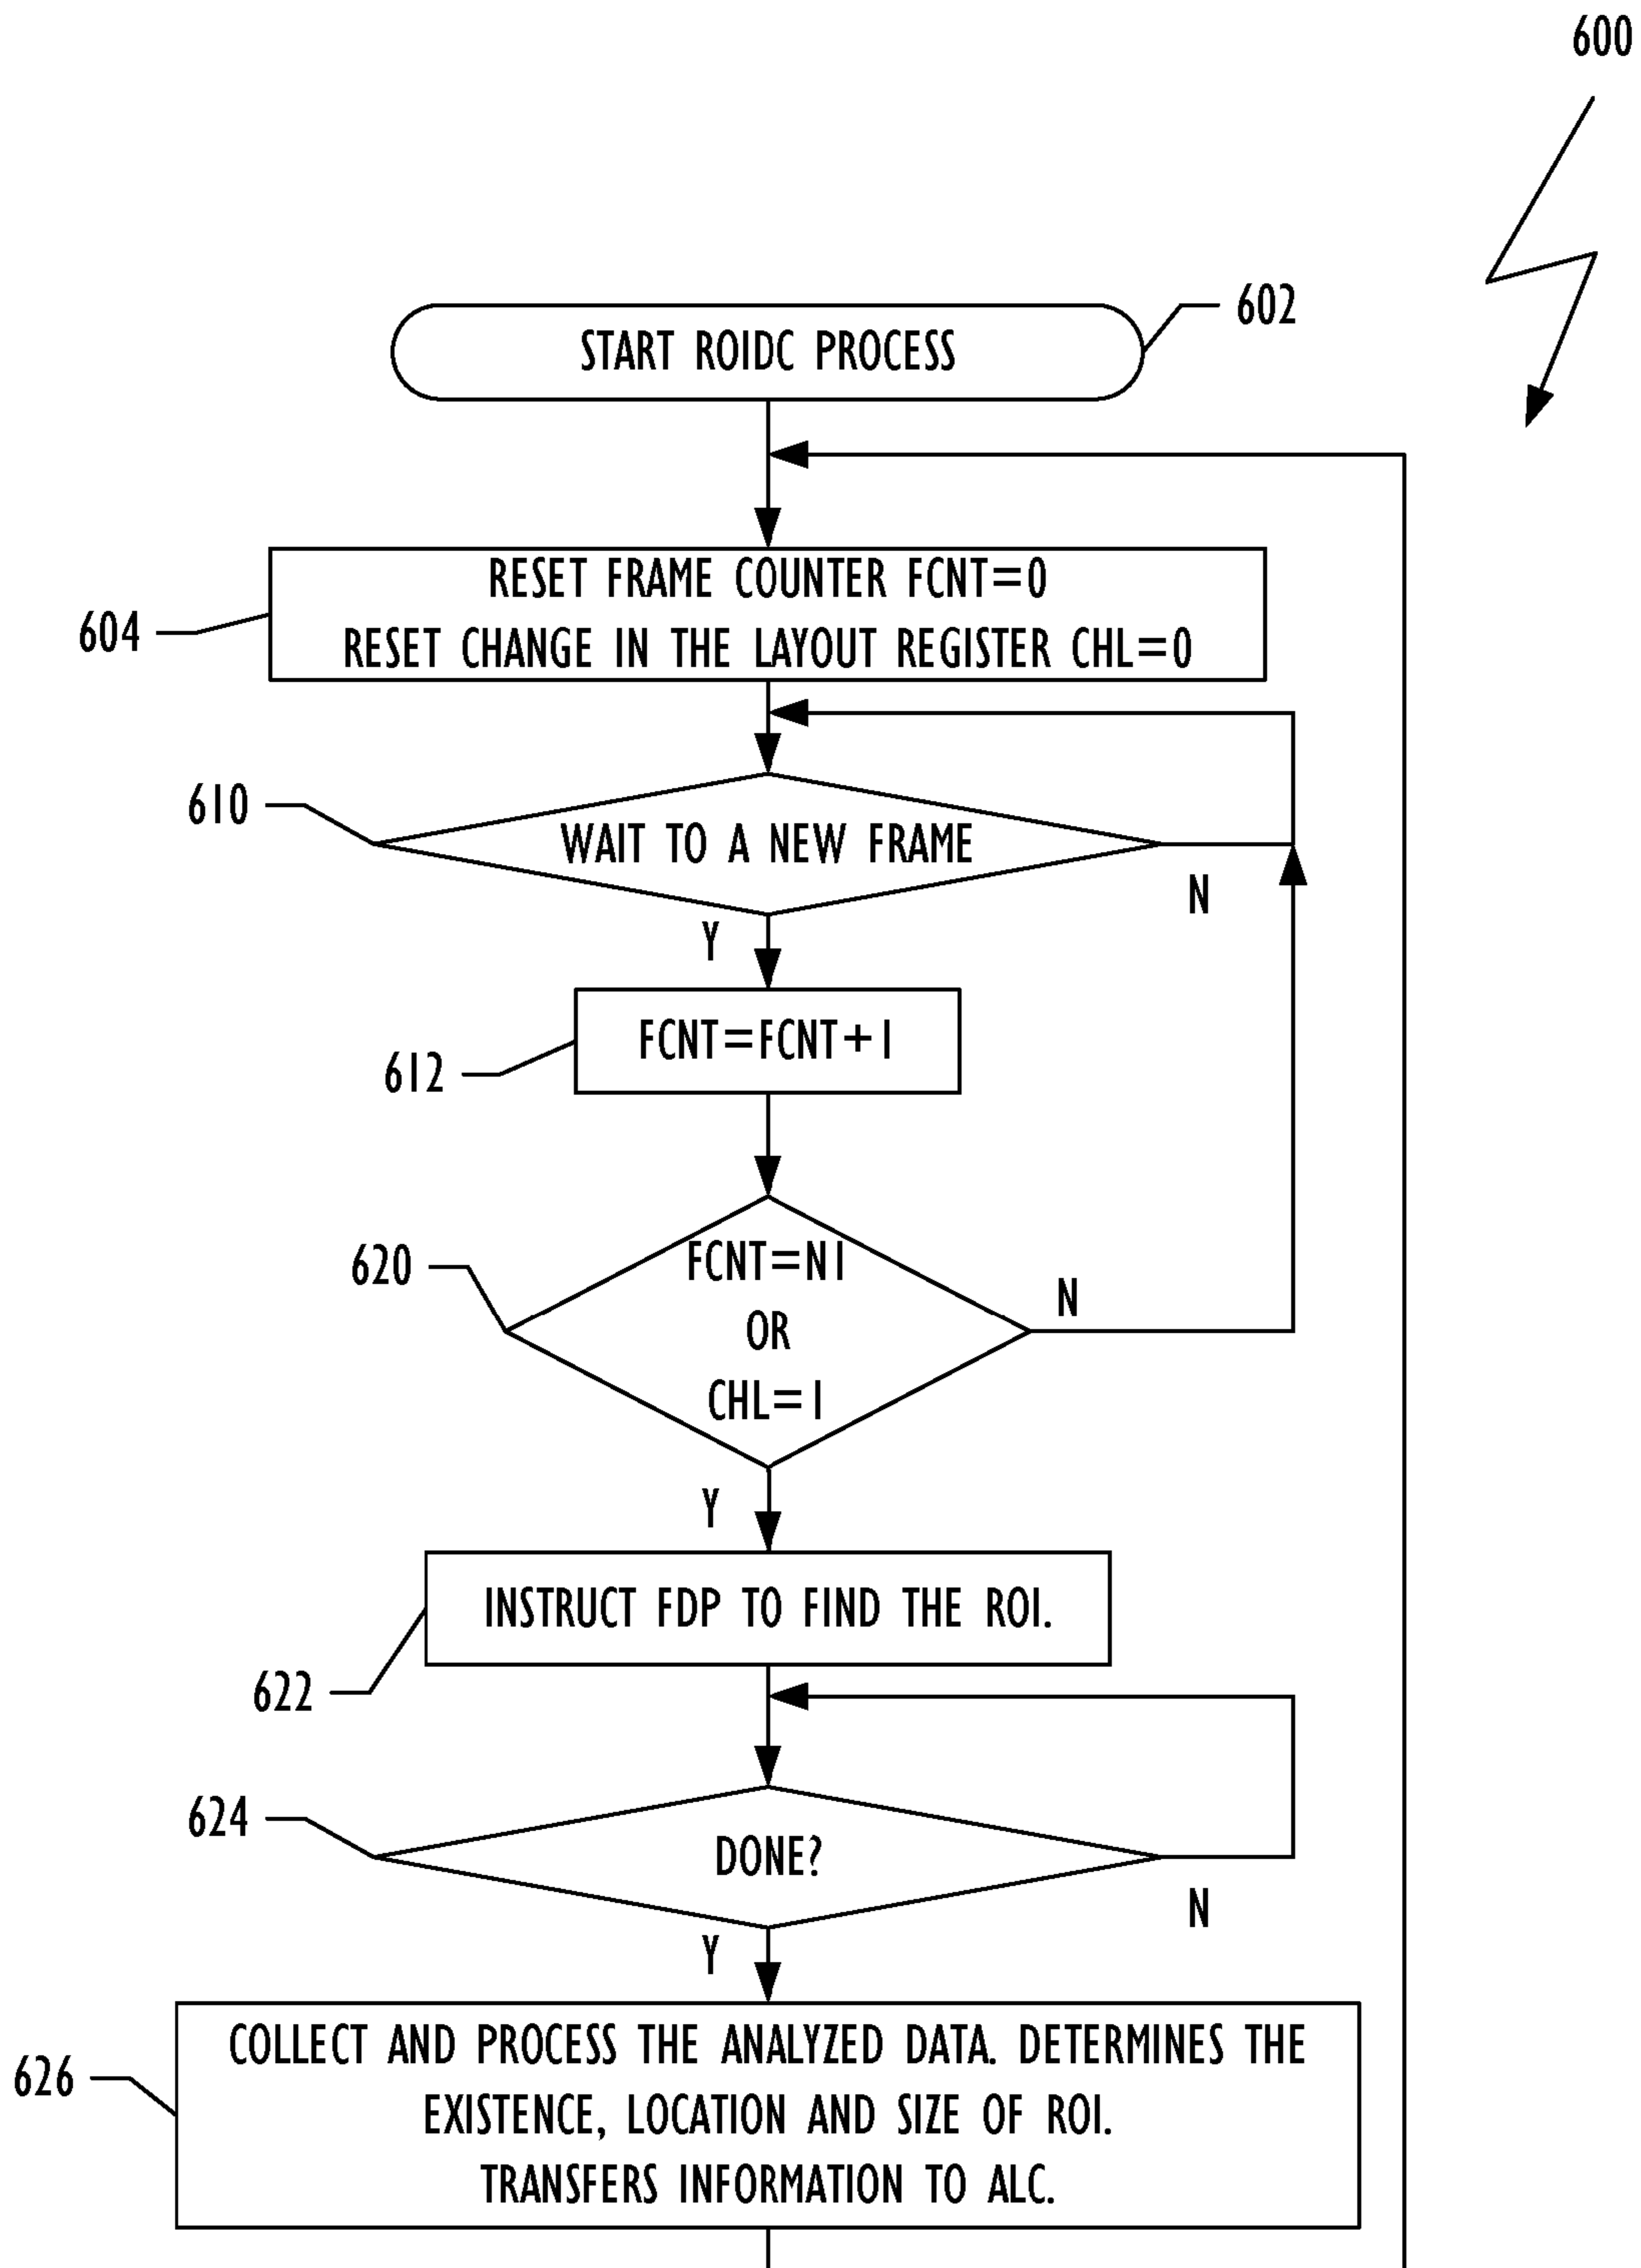 600
602
START ROIDC PROCESS
RESET FRAME COUNTER FCNT=0
604
RESET CHANGE IN THE LAYOUT REGISTER CHL=0
610
WAIT TO A NEW FRAME
N
Y
FCNT=FCNT+1
612
620
FCNT=N1
OR
CHL=1
N
Y
INSTRUCT FDP TO FIND THE ROI.
622
624
DONE?
N
Y
COLLECT AND PROCESS THE ANALYZED DATA. DETERMINES THE
626
EXISTENCE, LOCATION AND SIZE OF ROI.
TRANSFERS INFORMATION TO ALC.